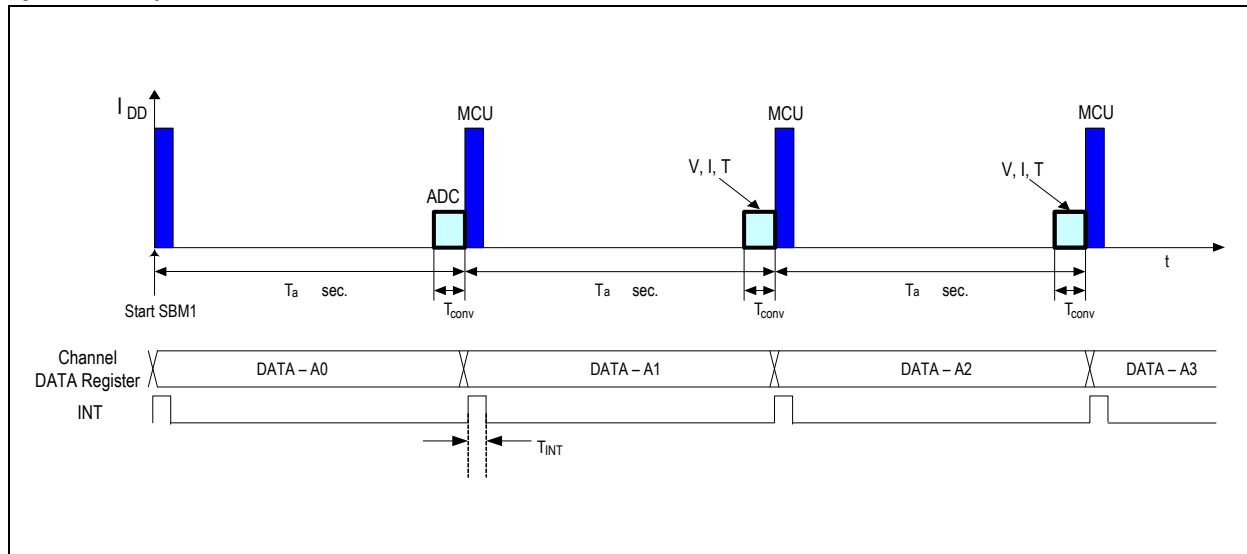 I DD
MCU
MCU
MCU
ADC
V, I, T
V, I, T
t
Ta sec.
Ta sec.
Ta sec.
Start SBM1
Tconv
Tconv
Tconv
Channel
DATA Register
DATA – A0
DATA – A1
DATA – A2
DATA – A3
INT
TINT